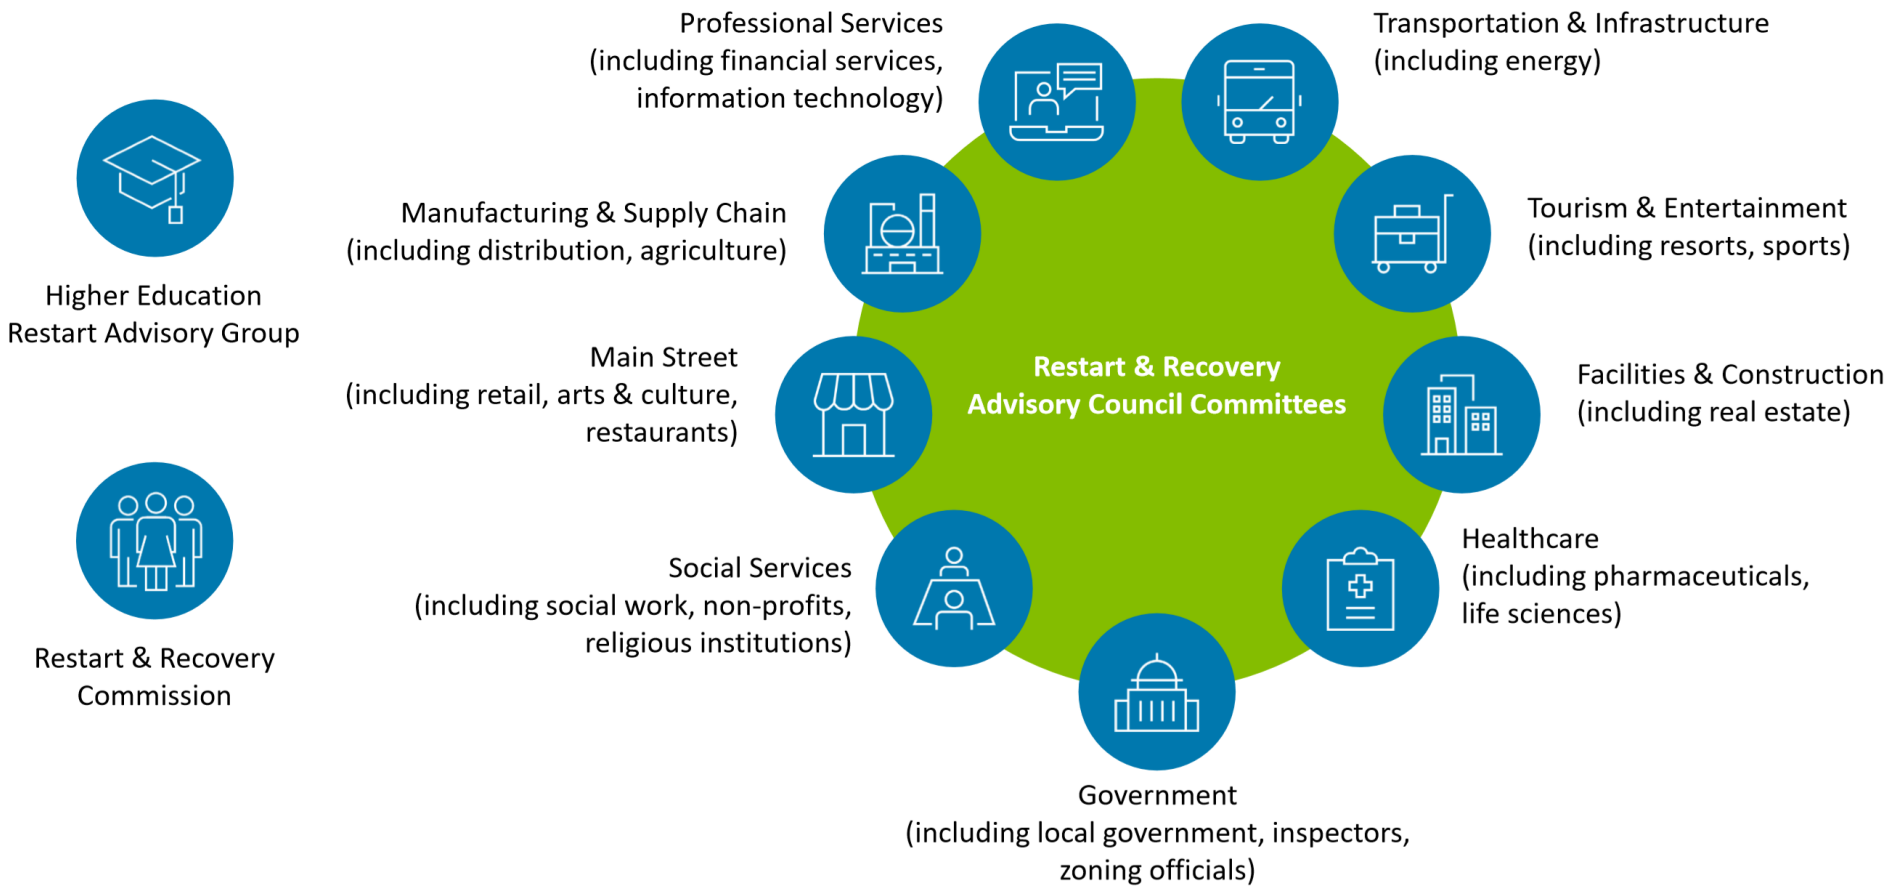 Higher Education
Restart Advisory Group
Restart & Recovery
Commission
Professional Services
(including financial services,
information technology)
Manufacturing & Supply Chain
(including distribution, agriculture)
Main Street
(including retail, arts & culture,
restaurants)
Social Services
(including social work, non-profits,
religious institutions)
Restart & Recovery
Advisory Council Committees
Transportation & Infrastructure
(including energy)
Tourism & Entertainment
(including resorts, sports)
Facilities & Construction
(including real estate)
Healthcare
(including pharmaceuticals,
life sciences)
Government
(including local government, inspectors,
zoning officials)